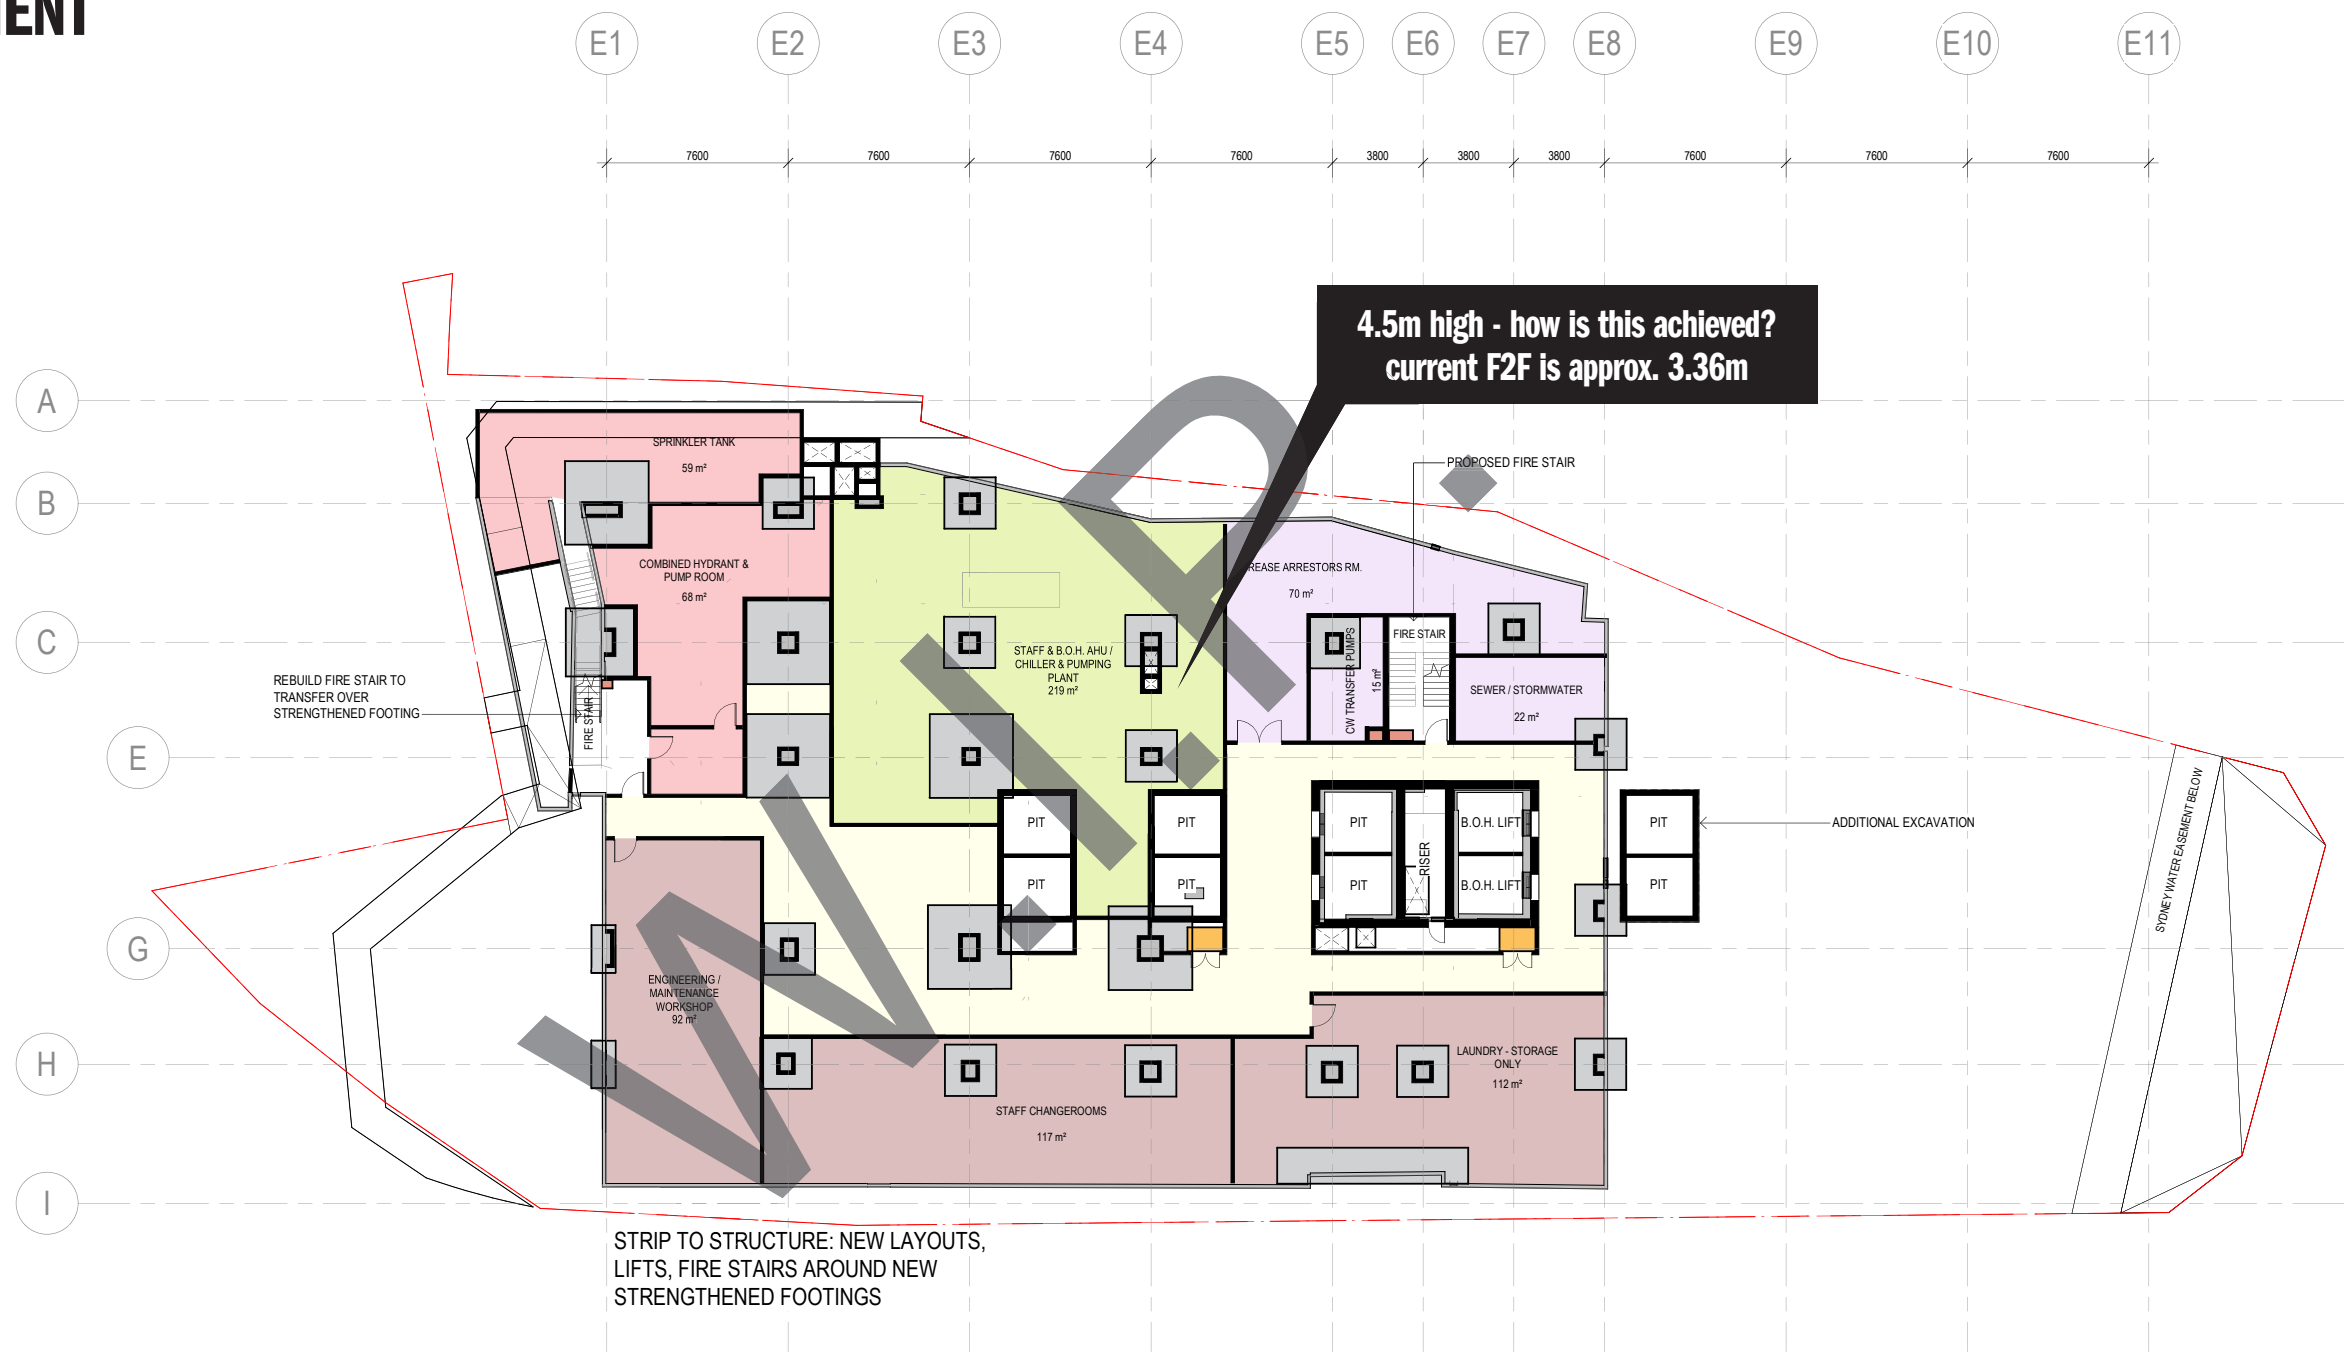 E1 E2 E3 E4 E5 E6 E7 E8 E9 E10 E11
7600 7600 7600 7600 3800 3800 3800 7600 7600 7600
4.5m high - how is this achieved?
current F2F is approx. 3.36m
A
B
C
E
G
H
I
SPRINKLER TANK
59 m²
PROPOSED FIRE STAIR
COMBINED HYDRANT &
PUMP ROOM
68 m²
REASE ARRESTORS RM.
70 m²
STAFF & B.O.H. AHU /
CHILLER & PUMPING
PLANT
219 m²
CW TRANSFER PUMPS
15 m²
FIRE STAIR
SEWER / STORMWATER
22 m²
REBUILD FIRE STAIR TO
TRANSFER OVER
STRENGTHENED FOOTING
FIRE STAIR
PIT
PIT
PIT
PIT
PIT
PIT
RISER
B.O.H. LIFT
B.O.H. LIFT
PIT
PIT
ADDITIONAL EXCAVATION
SYDNEY WATER EASEMENT BELOW
ENGINEERING /
MAINTENANCE
WORKSHOP
92 m²
STAFF CHANGEROOMS
117 m²
LAUNDRY - STORAGE
ONLY
112 m²
STRIP TO STRUCTURE: NEW LAYOUTS,
LIFTS, FIRE STAIRS AROUND NEW
STRENGTHENED FOOTINGS
W.I.P.